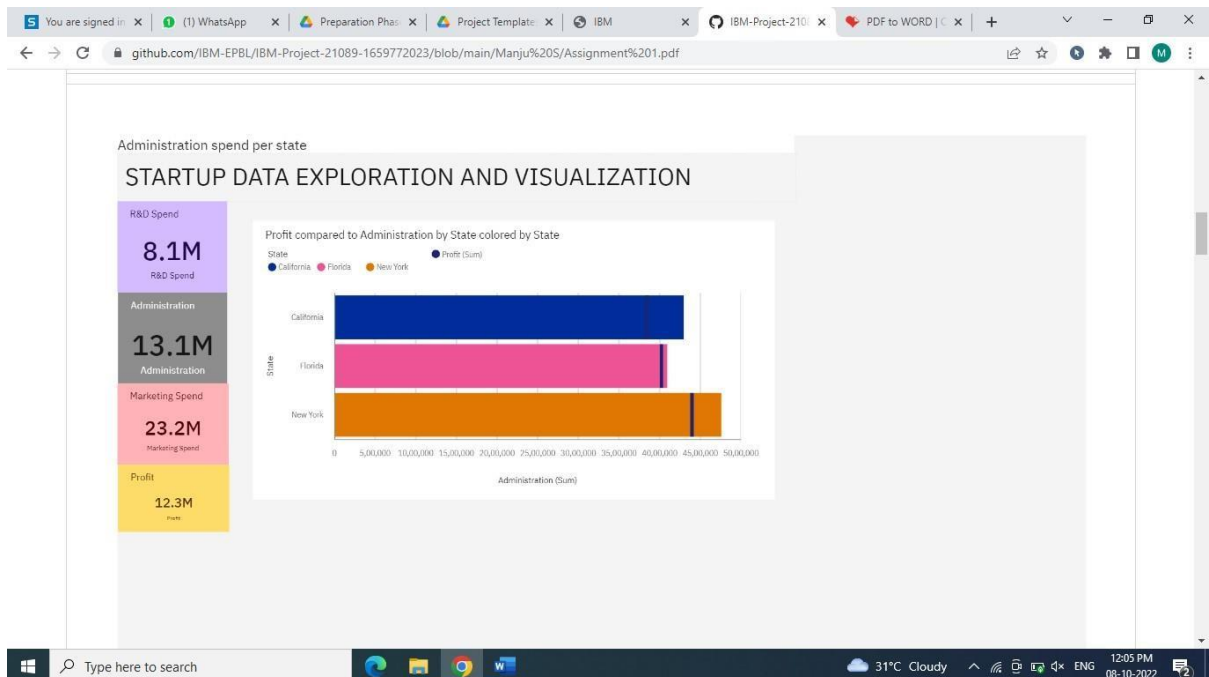 S You are signed in
(1) WhatsApp
Preparation Phas
Project Template
IBM
IBM-Project-210
PDF to WORD | C
github.com/IBM-EPBL/IBM-Project-21089-1659772023/blob/main/Manju%20S/Assignment%201.pdf
M
Administration spend per state
STARTUP DATA EXPLORATION AND VISUALIZATION
R&D Spend
8.1M
R&D Spend
Administration
13.1M
Administration
Marketing Spend
23.2M
Marketing Spend
Profit
12.3M
Profit
Profit compared to Administration by State colored by State
State
California Florida New York
Profit (Sum)
State
California
Florida
New York
0 5,00,000 10,00,000 15,00,000 20,00,000 25,00,000 30,00,000 35,00,000 40,00,000 45,00,000 50,00,000
Administration (Sum)
Type here to search
W
31°C Cloudy
ENG
12:05 PM
08-10-2022
2